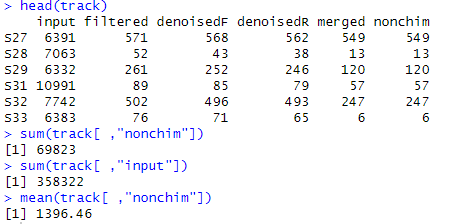 > head(track)
input filtered denoisedF denoisedR merged nonchim
S27 6391 571 568 562 549 549
S28 7063 52 43 38 13 13
S29 6332 261 252 246 120 120
S31 10991 89 85 79 57 57
S32 7742 502 496 493 247 247
S33 6383 76 71 65 6 6
> sum(track[ ,"nonchim"])
[1] 69823
> sum(track[ ,"input"])
[1] 358322
> mean(track[ ,"nonchim"])
[1] 1396.46